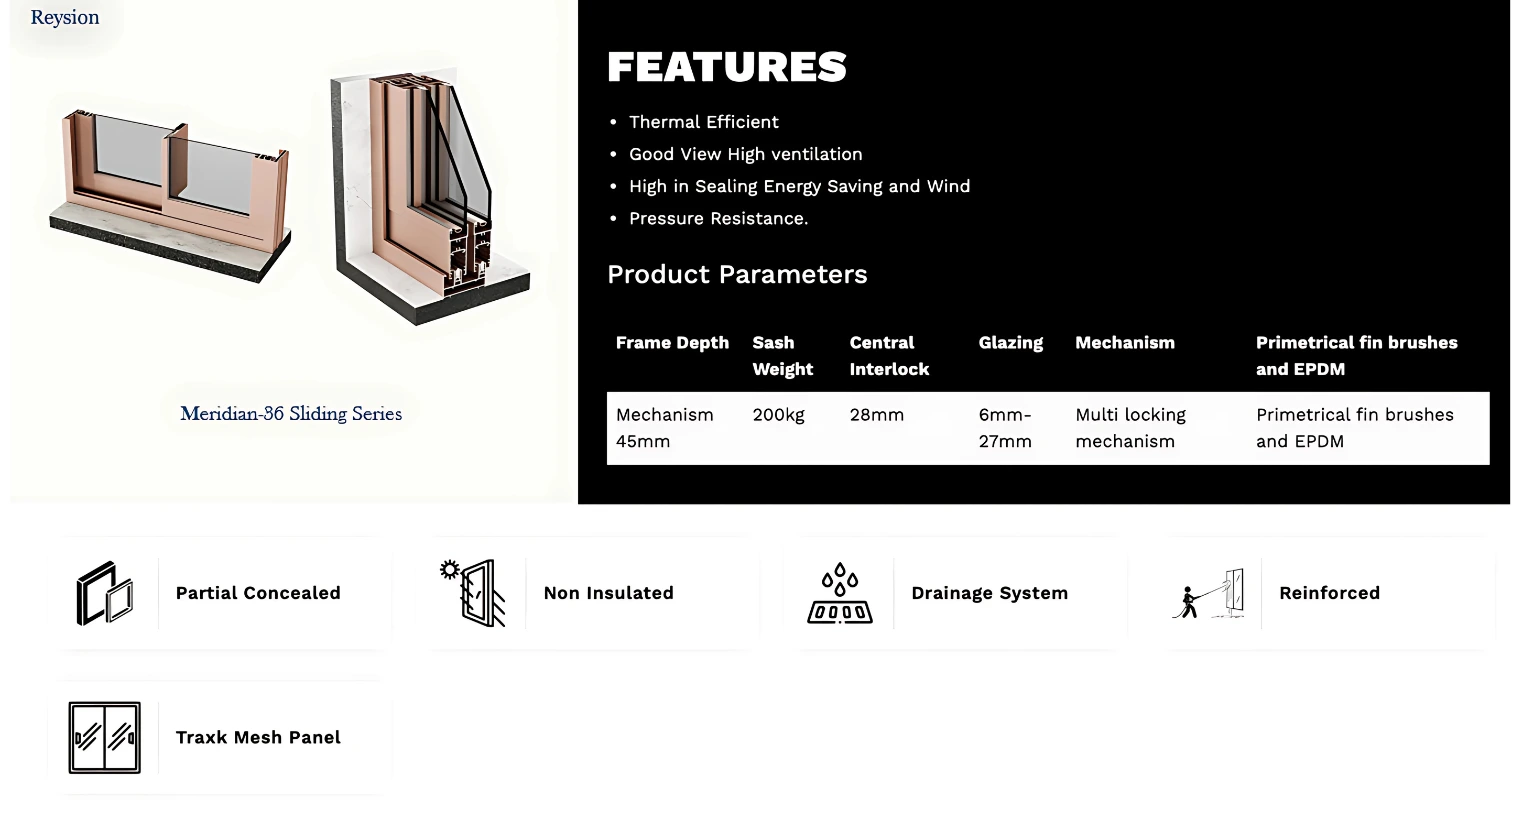 Reysion
Meridian-36 Sliding Series
FEATURES
• Thermal Efficient
• Good View High ventilation
• High in Sealing Energy Saving and Wind
• Pressure Resistance.
Product Parameters
Frame Depth
Sash
Weight
Central
Interlock
Glazing
Mechanism
Primetrical fin brushes
and EPDM
Mechanism
45mm
200kg
28mm
6mm-
27mm
Multi locking
mechanism
Primetrical fin brushes
and EPDM
Partial Concealed
Non Insulated
Drainage System
Reinforced
Traxk Mesh Panel